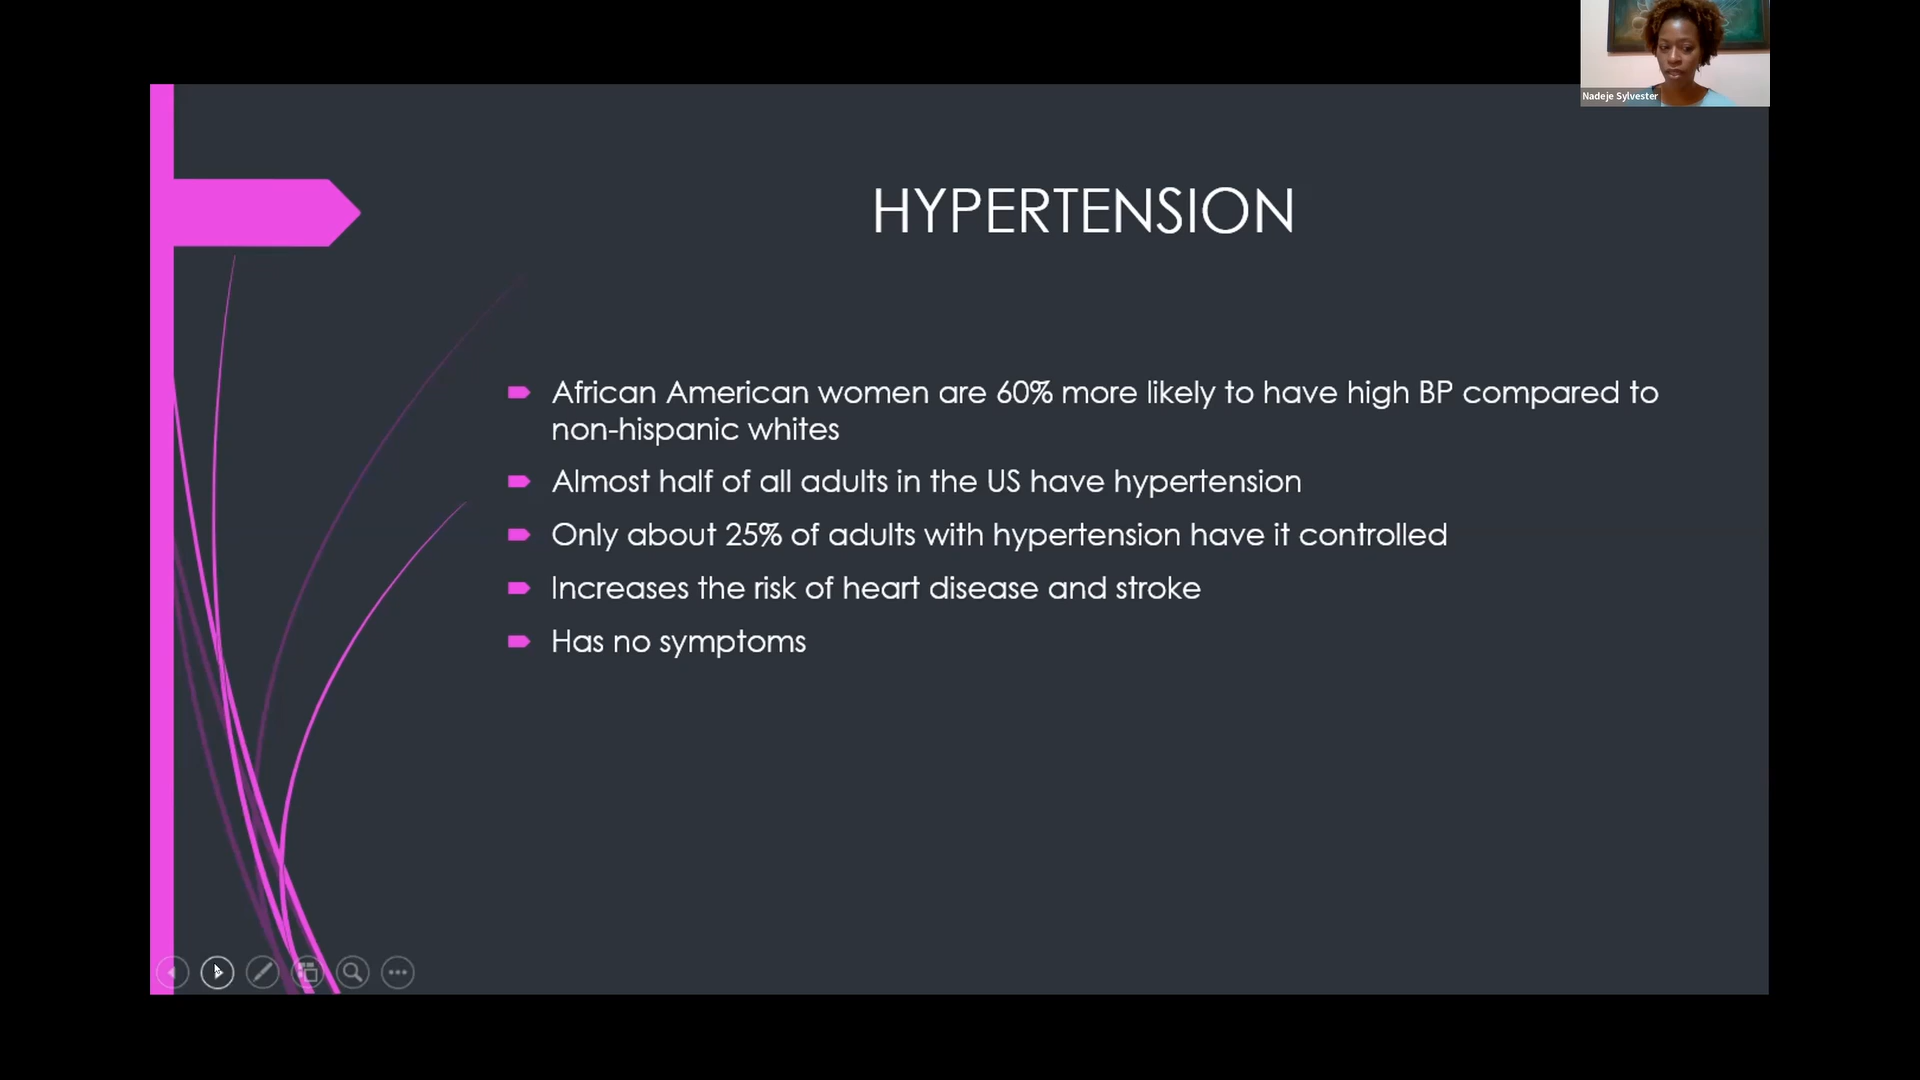 Nadeje Sylvester
HYPERTENSION
African American women are 60% more likely to have high BP compared to
non-hispanic whites
Almost half of all adults in the US have hypertension
Only about 25% of adults with hypertension have it controlled
Increases the risk of heart disease and stroke
Has no symptoms